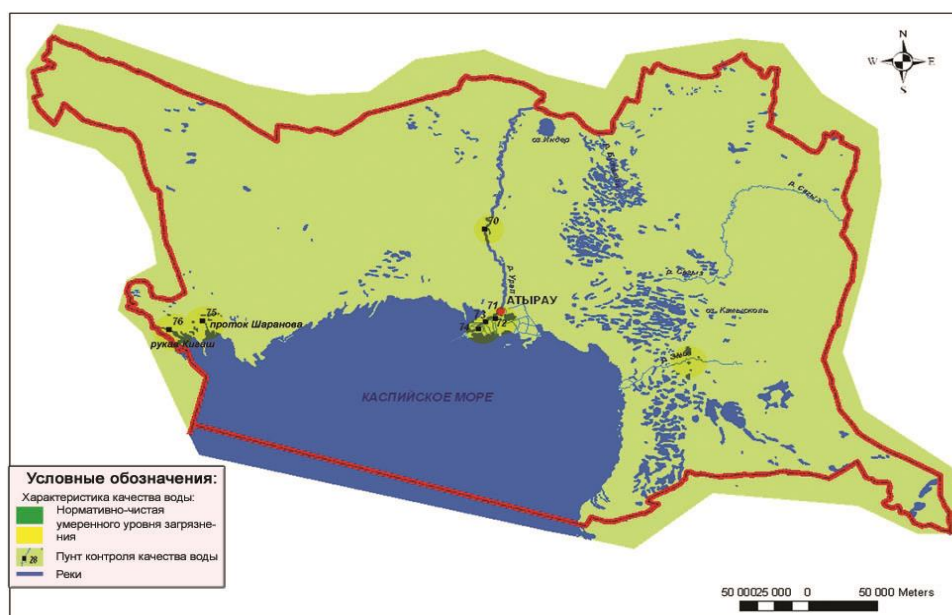 N
W E
S
оз. Индер
р. Сагыз
70
р. Урал
71
АТЫРАУ
72
73
74
75
76
проток Шаранова
рукав Кигаш
р. Сагыз
оз. Камысколь
р. Эмба
КАСПИЙСКОЕ МОРЕ
Условные обозначения:
Характеристика качества воды:
Нормативно-чистая
умеренного уровня загрязне-
ния
28 Пунт контроля качества воды
Реки
50 00025 000 0 50 000 Meters